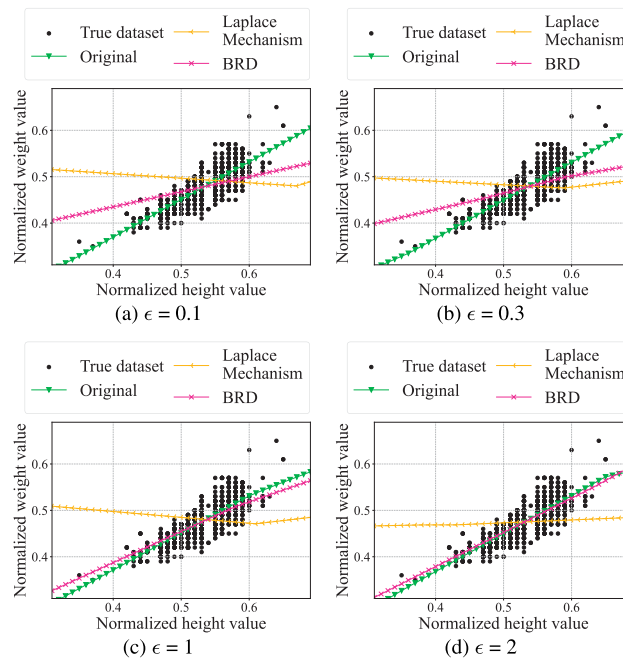 True dataset
Original
Laplace
Mechanism
BRD
True dataset
Original
Laplace
Mechanism
BRD
Normalized weight value
0.6
0.5
0.4
0.4 0.5 0.6
Normalized height value
(a) ϵ = 0.1
Normalized weight value
0.6
0.5
0.4
0.4 0.5 0.6
Normalized height value
(b) ϵ = 0.3
True dataset
Original
Laplace
Mechanism
BRD
True dataset
Original
Laplace
Mechanism
BRD
Normalized weight value
0.6
0.5
0.4
0.4 0.5 0.6
Normalized height value
(c) ϵ = 1
Normalized weight value
0.6
0.5
0.4
0.4 0.5 0.6
Normalized height value
(d) ϵ = 2